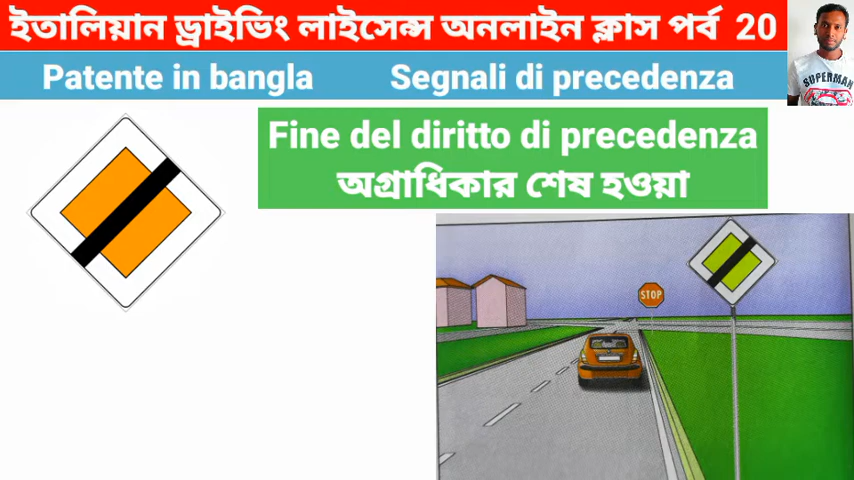 ইতালিয়ান ড্রাইভিং লাইসেন্স অনলাইন ক্লাস পর্ব 20
Patente in bangla Segnali di precedenza
SUPERMAN
Fine del diritto di precedenza
অগ্রাধিকার শেষ হওয়া
STOP